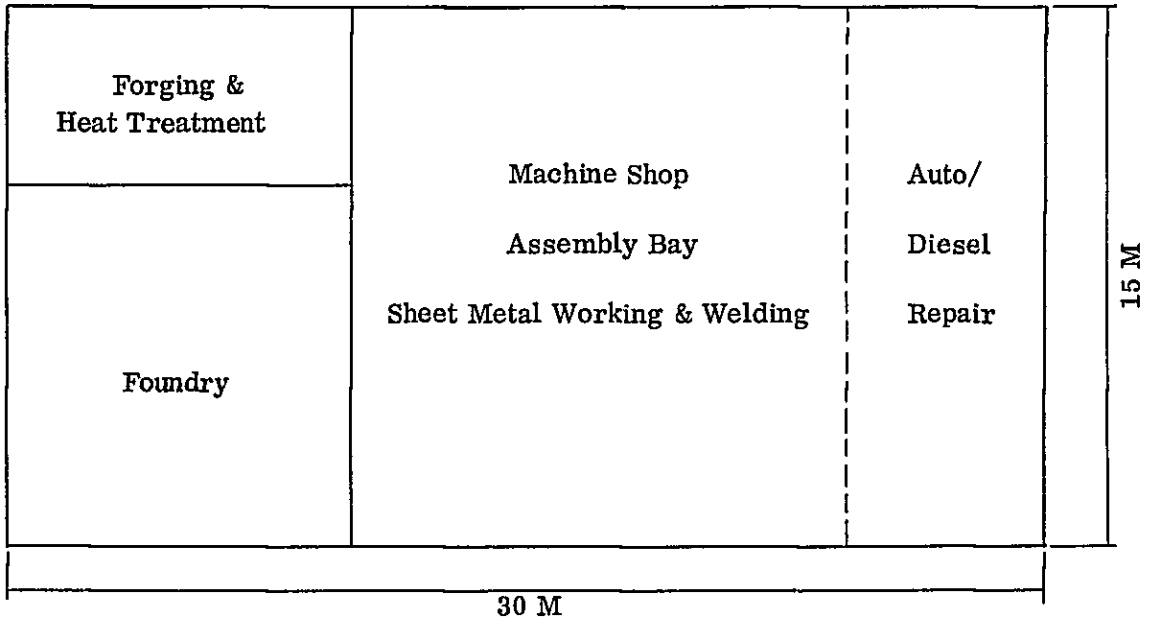 Forging &
Heat Treatment
Foundry
Machine Shop
Assembly Bay
Sheet Metal Working & Welding
Auto/
Diesel
Repair
15 M
30 M